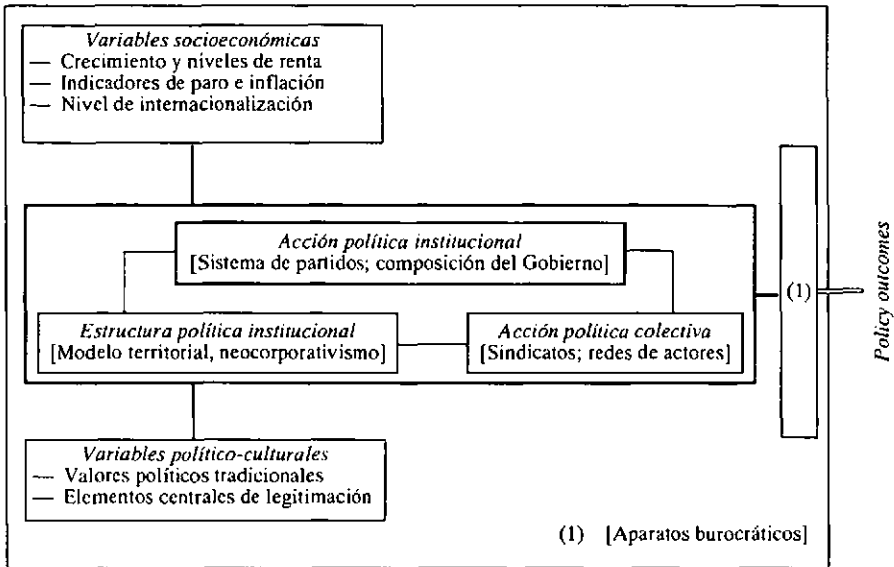 Variables socioeconómicas
— Crecimiento y niveles de renta
— Indicadores de paro e inflación
— Nivel de internacionalización
Acción política institucional
[Sistema de partidos; composición del Gobierno]
Estructura política institucional
[Modelo territorial, neocorporativismo]
Acción política colectiva
[Sindicatos; redes de actores]
(1)
Policy outcomes
Variables político-culturales
— Valores políticos tradicionales
— Elementos centrales de legitimación
(1) [Aparatos burocráticos]